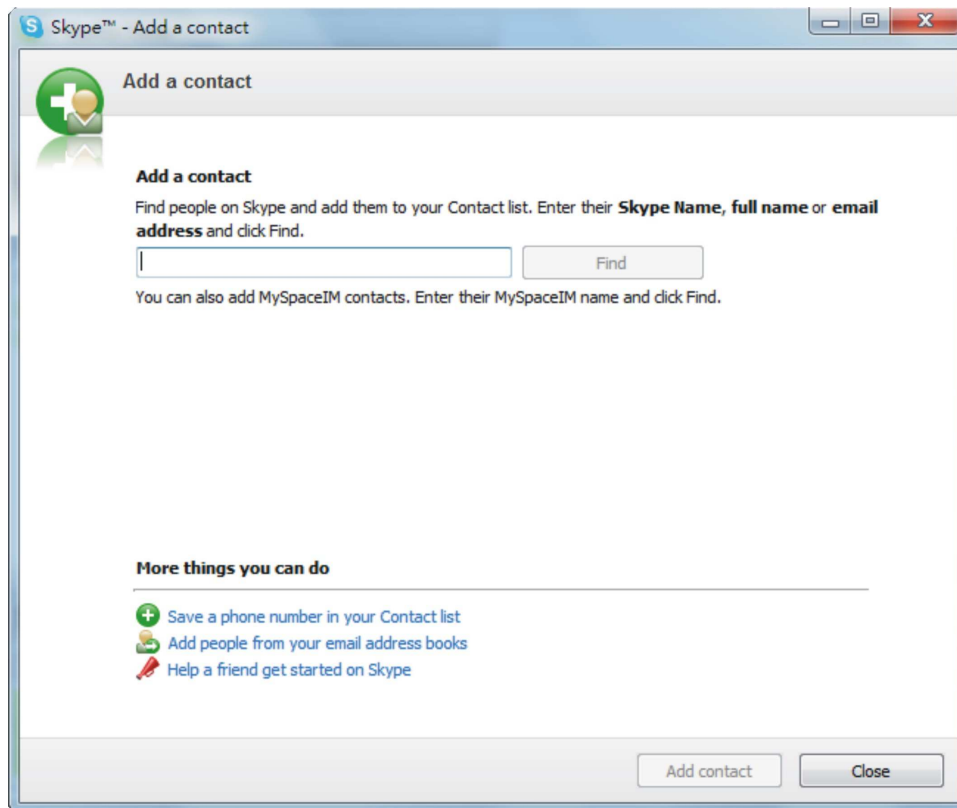 Skype™ - Add a contact
Add a contact
Add a contact
Find people on Skype and add them to your Contact list. Enter their Skype Name, full name or email
address and click Find.
Find
You can also add MySpaceIM contacts. Enter their MySpaceIM name and click Find.
More things you can do
Save a phone number in your Contact list
Add people from your email address books
Help a friend get started on Skype
Add contact
Close